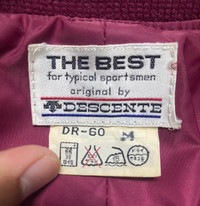 THE BEST
for typical sportsmen
original by
DESCENTE
DR-60 M